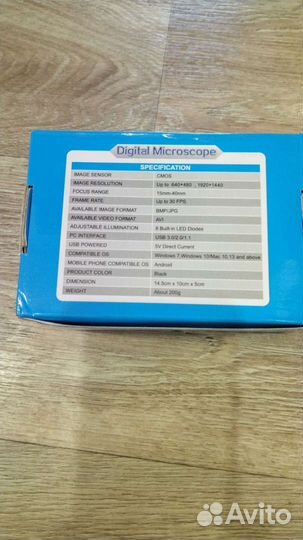 Digital Microscope
SPECIFICATION
IMAGE SENSOR CMOS
IMAGE RESOLUTION Up to 640*480 , 1920*1440
FOCUS RANGE 15mm-40mm
FRAME RATE Up to 30 FPS
AVAILABLE IMAGE FORMAT BMP/JPG
AVAILABLE VIDEO FORMAT AVI
ADJUSTABLE ILLUMINATION 8 Built-in LED Diodes
PC INTERFACE USB 3.0/2.0/1.1
USB POWERED 5V Direct Current
COMPATIBLE OS Windows 7,Windows 10/Mac 10,13 and above
MOBILE PHONE COMPATIBLE OS Android
PRODUCT COLOR Black
DIMENSION 14.5cm x 10cm x 5cm
WEIGHT About 200g
Avito